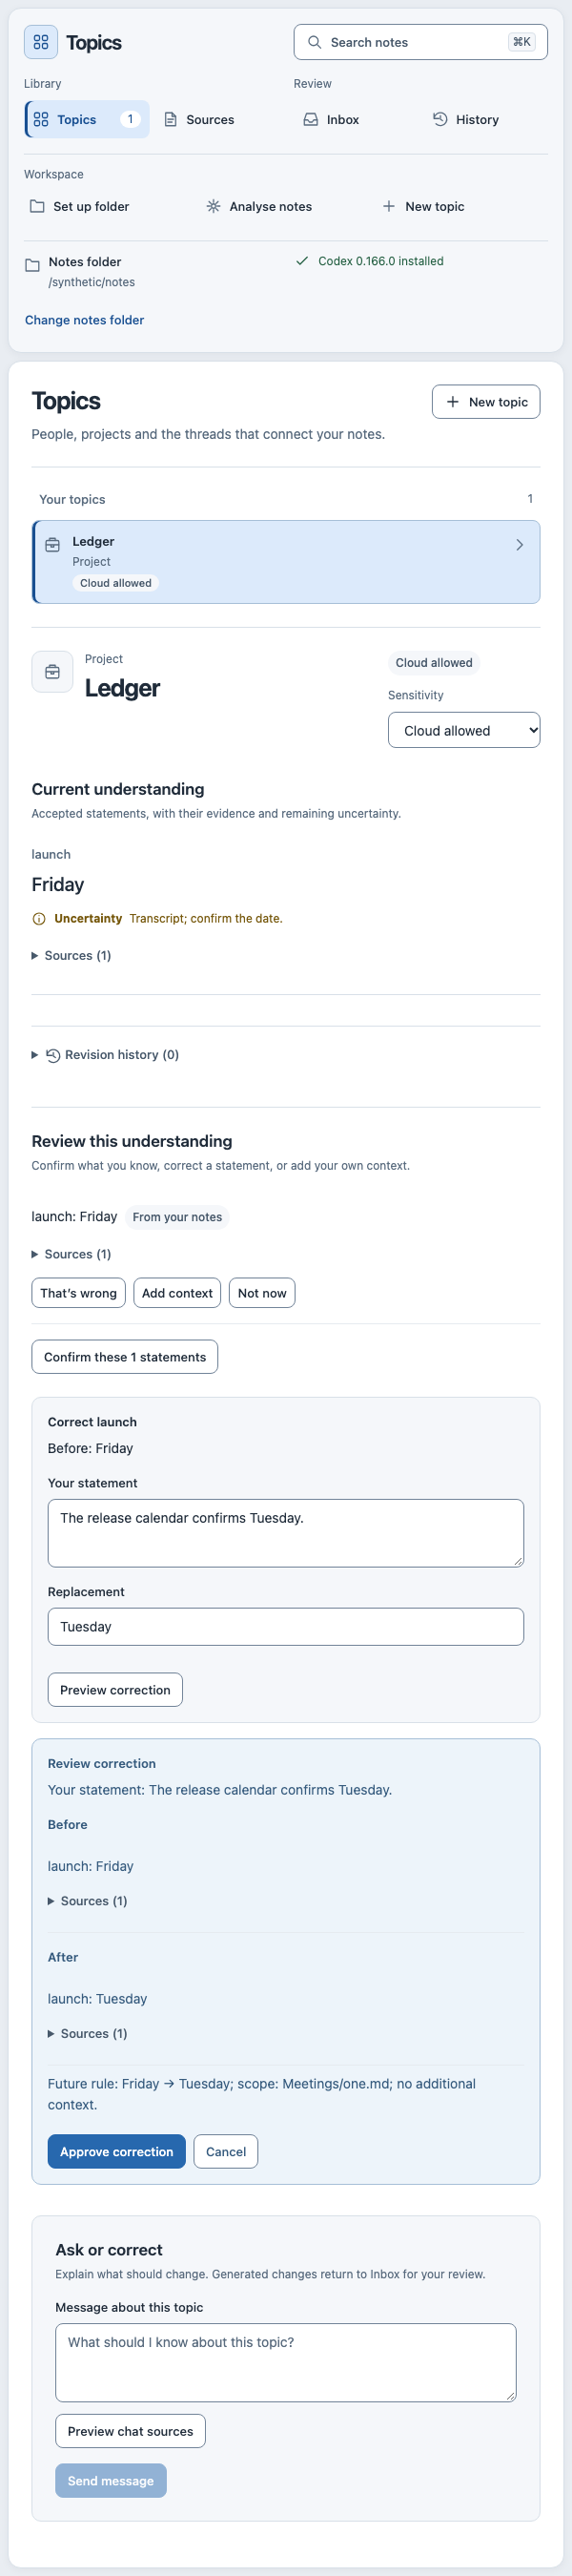 Topics
Search notes
⌘K
Library
Review
Topics 1
Sources
Inbox
History
Workspace
Set up folder
Analyse notes
New topic
Notes folder
/synthetic/notes
Codex 0.166.0 installed
Change notes folder
Topics
New topic
People, projects and the threads that connect your notes.
Your topics 1
Ledger
Project
Cloud allowed
Project
Ledger
Cloud allowed
Sensitivity
Cloud allowed
Current understanding
Accepted statements, with their evidence and remaining uncertainty.
launch
Friday
Uncertainty Transcript; confirm the date.
Sources (1)
Revision history (0)
Review this understanding
Confirm what you know, correct a statement, or add your own context.
launch: Friday From your notes
Sources (1)
That's wrong
Add context
Not now
Confirm these 1 statements
Correct launch
Before: Friday
Your statement
The release calendar confirms Tuesday.
Replacement
Tuesday
Preview correction
Review correction
Your statement: The release calendar confirms Tuesday.
Before
launch: Friday
Sources (1)
After
launch: Tuesday
Sources (1)
Future rule: Friday → Tuesday; scope: Meetings/one.md; no additional
context.
Approve correction
Cancel
Ask or correct
Explain what should change. Generated changes return to Inbox for your review.
Message about this topic
What should I know about this topic?
Preview chat sources
Send message